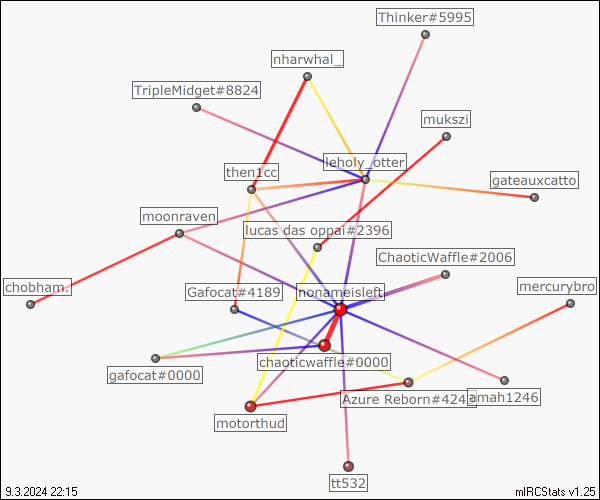 Thinker#5995
nharwhal_
TripleMidget#8824
mukszi
leholy_otter
then1cc
gateauxcatto
moonraven
lucas das oppai#2396
ChaoticWaffle#2006
chobham.
Gafocat#4189
nonameisleft
mercurybro
chaoticwaffle#0000
gafocat#0000
Azure Reborn#424
amah1246
motorthud
tt532
9.3.2024 22:15
mIRCStats v1.25